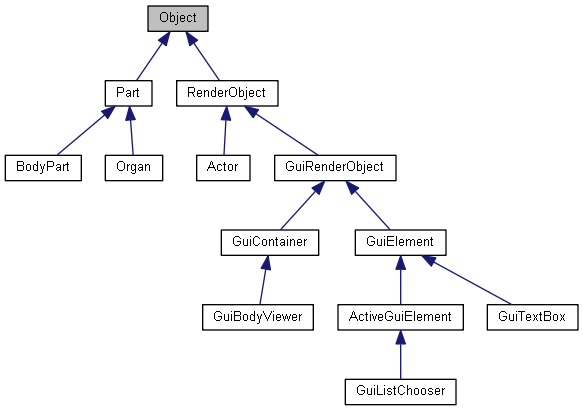 Object
Part
RenderObject
BodyPart
Organ
Actor
GuiRenderObject
GuiContainer
GuiElement
GuiBodyViewer
ActiveGuiElement
GuiTextBox
GuiListChooser